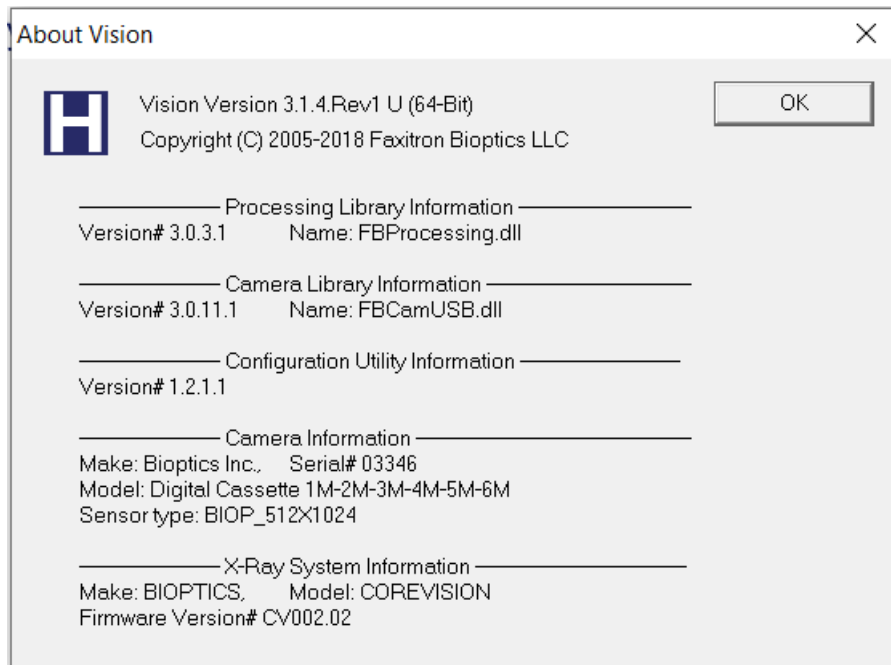 About Vision
H
Vision Version 3.1.4.Rev1 U (64-Bit)
OK
Copyright (C) 2005-2018 Faxitron Bioptics LLC
Processing Library Information
Version# 3.0.3.1 Name: FBProcessing.dll
Camera Library Information
Version# 3.0.11.1 Name: FBCamUSB.dll
Configuration Utility Information
Version# 1.2.1.1
Camera Information
Make: Bioptics Inc., Serial# 03346
Model: Digital Cassette 1M-2M-3M-4M-5M-6M
Sensor type: BIOP_512X1024
X-Ray System Information
Make: BIOPTICS, Model: COREVISION
Firmware Version# CV002.02